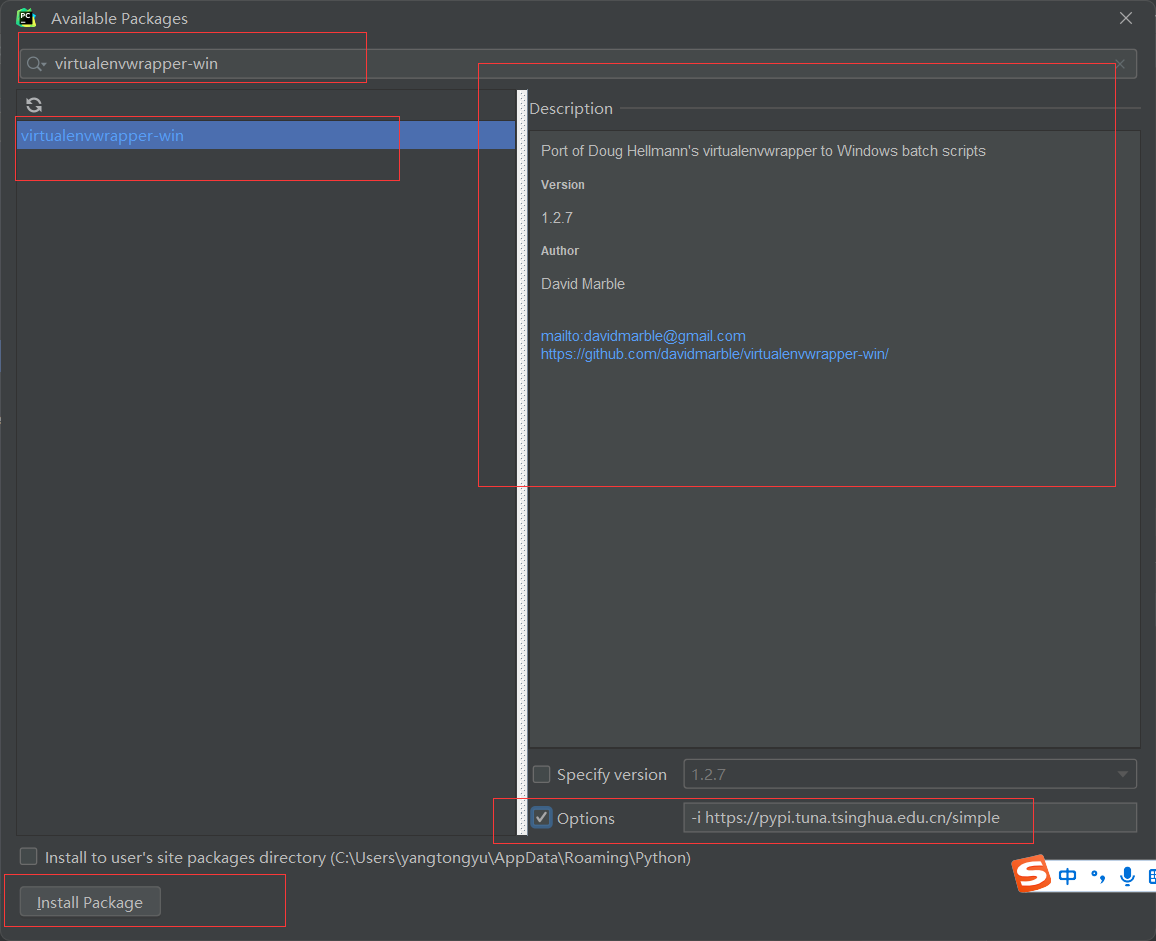 PC
Available Packages
virtualenvwrapper-win
virtualenvwrapper-win
Description
Port of Doug Hellmann's virtualenvwrapper to Windows batch scripts
Version
1.2.7
Author
David Marble
mailto:davidmarble@gmail.com
https://github.com/davidmarble/virtualenvwrapper-win/
Specify version
1.2.7
Options
-i https://pypi.tuna.tsinghua.edu.cn/simple
Install to user's site packages directory (C:\Users\yangtongyu\AppData\Roaming\Python)
S 中 °,
Install Package